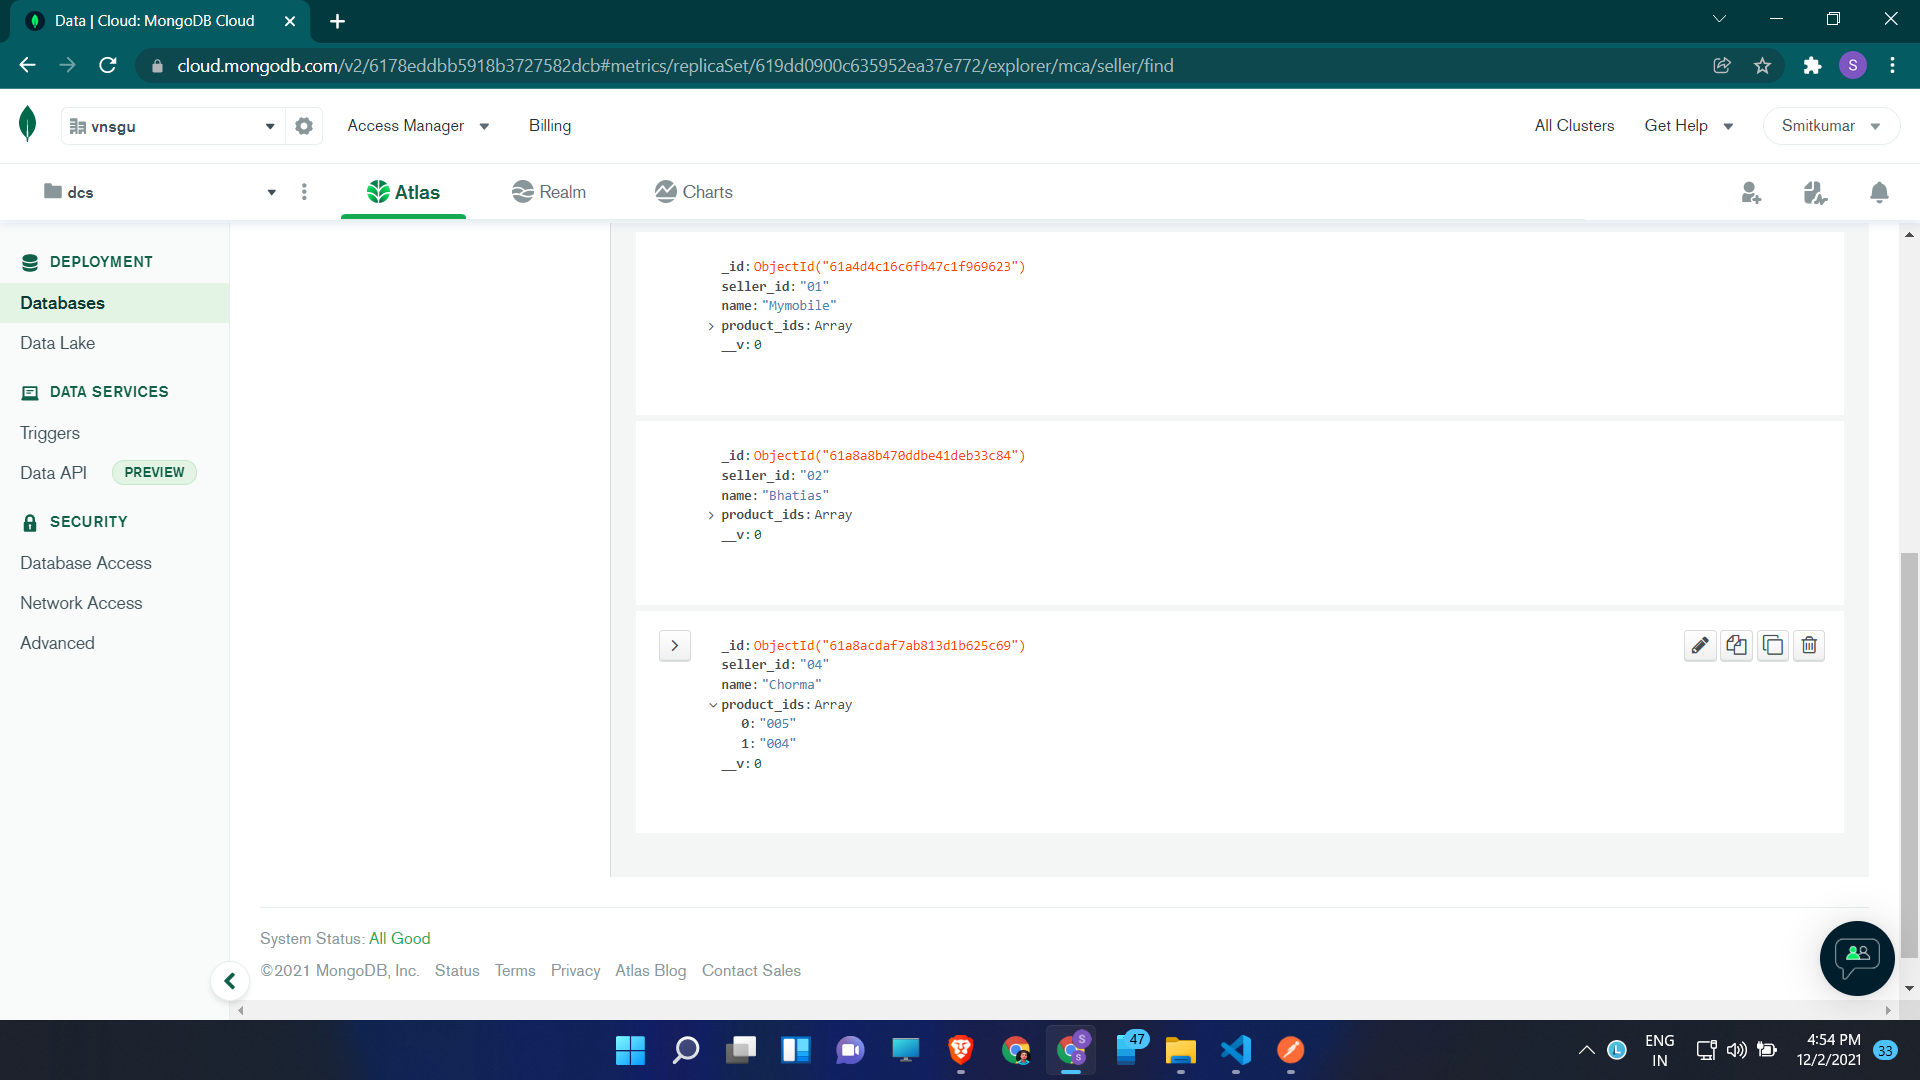 Data | Cloud: MongoDB Cloud
cloud.mongodb.com/v2/6178eddbb5918b3727582dcb#metrics/replicaSet/619dd0900c635952ea37e772/explorer/mca/seller/find
S
vnsgu
Access Manager
Billing
All Clusters
Get Help
Smitkumar
dcs
Atlas
Realm
Charts
DEPLOYMENT
Databases
Data Lake
DATA SERVICES
Triggers
Data API PREVIEW
SECURITY
Database Access
Network Access
Advanced
_id: ObjectId("61a4d4c16c6fb47c1f969623")
seller_id: "01"
name: "Mymobile"
product_ids: Array
__v: 0
_id: ObjectId("61a8a8b470ddbe41deb33c84")
seller_id: "02"
name: "Bhatias"
product_ids: Array
__v: 0
_id: ObjectId("61a8acdaf7ab813d1b625c69")
seller_id: "04"
name: "Chorma"
product_ids: Array
0: "005"
1: "004"
__v: 0
System Status: All Good
©2021 MongoDB, Inc. Status Terms Privacy Atlas Blog Contact Sales
S
S
47
L
ENG
IN
4:54 PM
12/2/2021
33